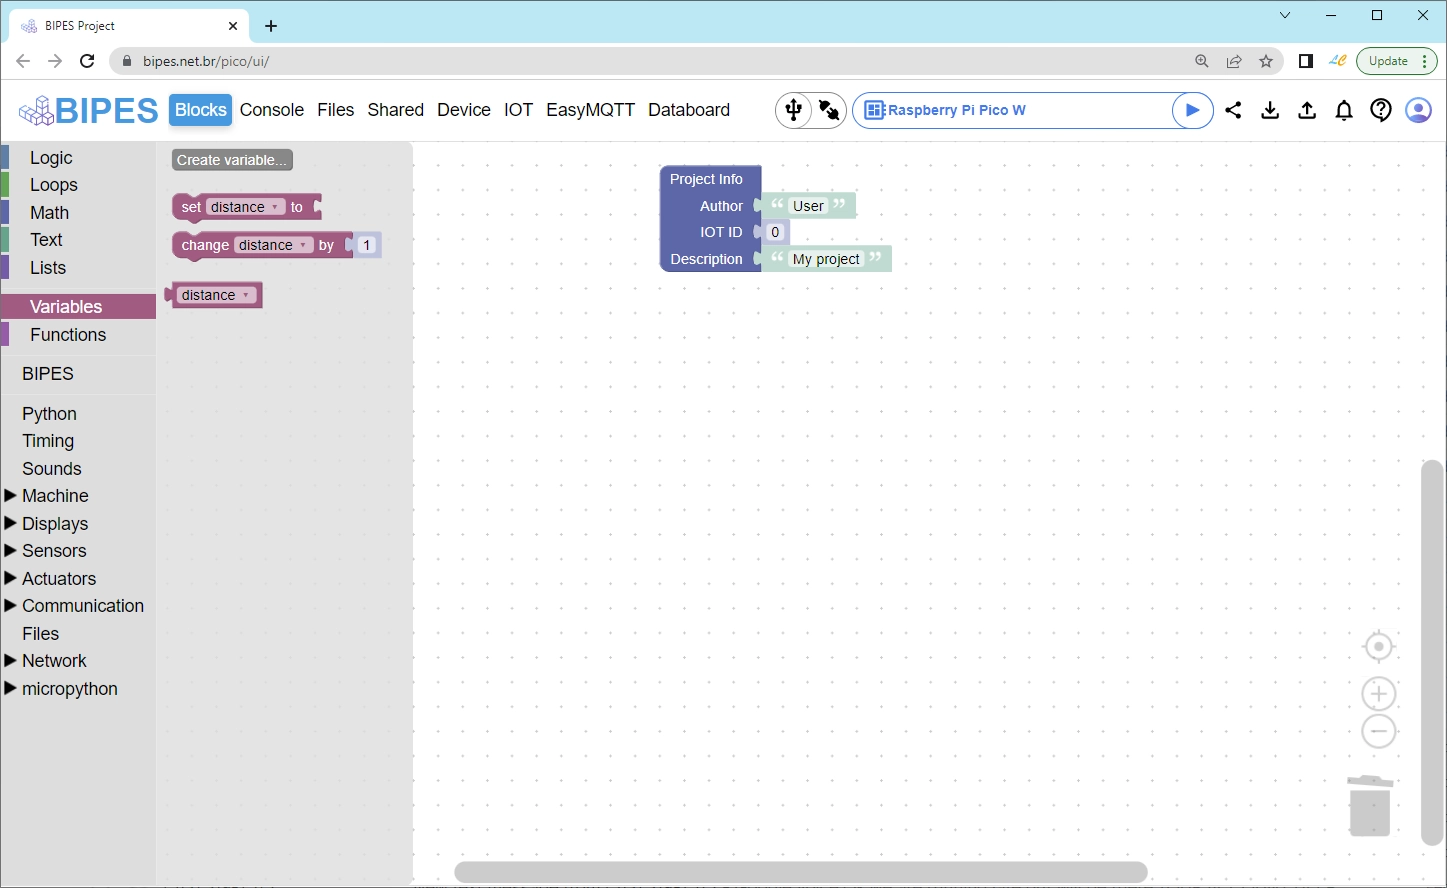 BIPES Project
bipes.net.br/pico/ui/
Update
BIPES Blocks Console Files Shared Device IOT EasyMQTT Databoard Raspberry Pi Pico W
Logic
Loops
Math
Text
Lists
Variables
Functions
BIPES
Python
Timing
Sounds
Machine
Displays
Sensors
Actuators
Communication
Files
Network
micropython
Create variable...
set distance to
change distance by 1
distance
Project Info
Author “ User ”
IOT ID 0
Description “ My project ”